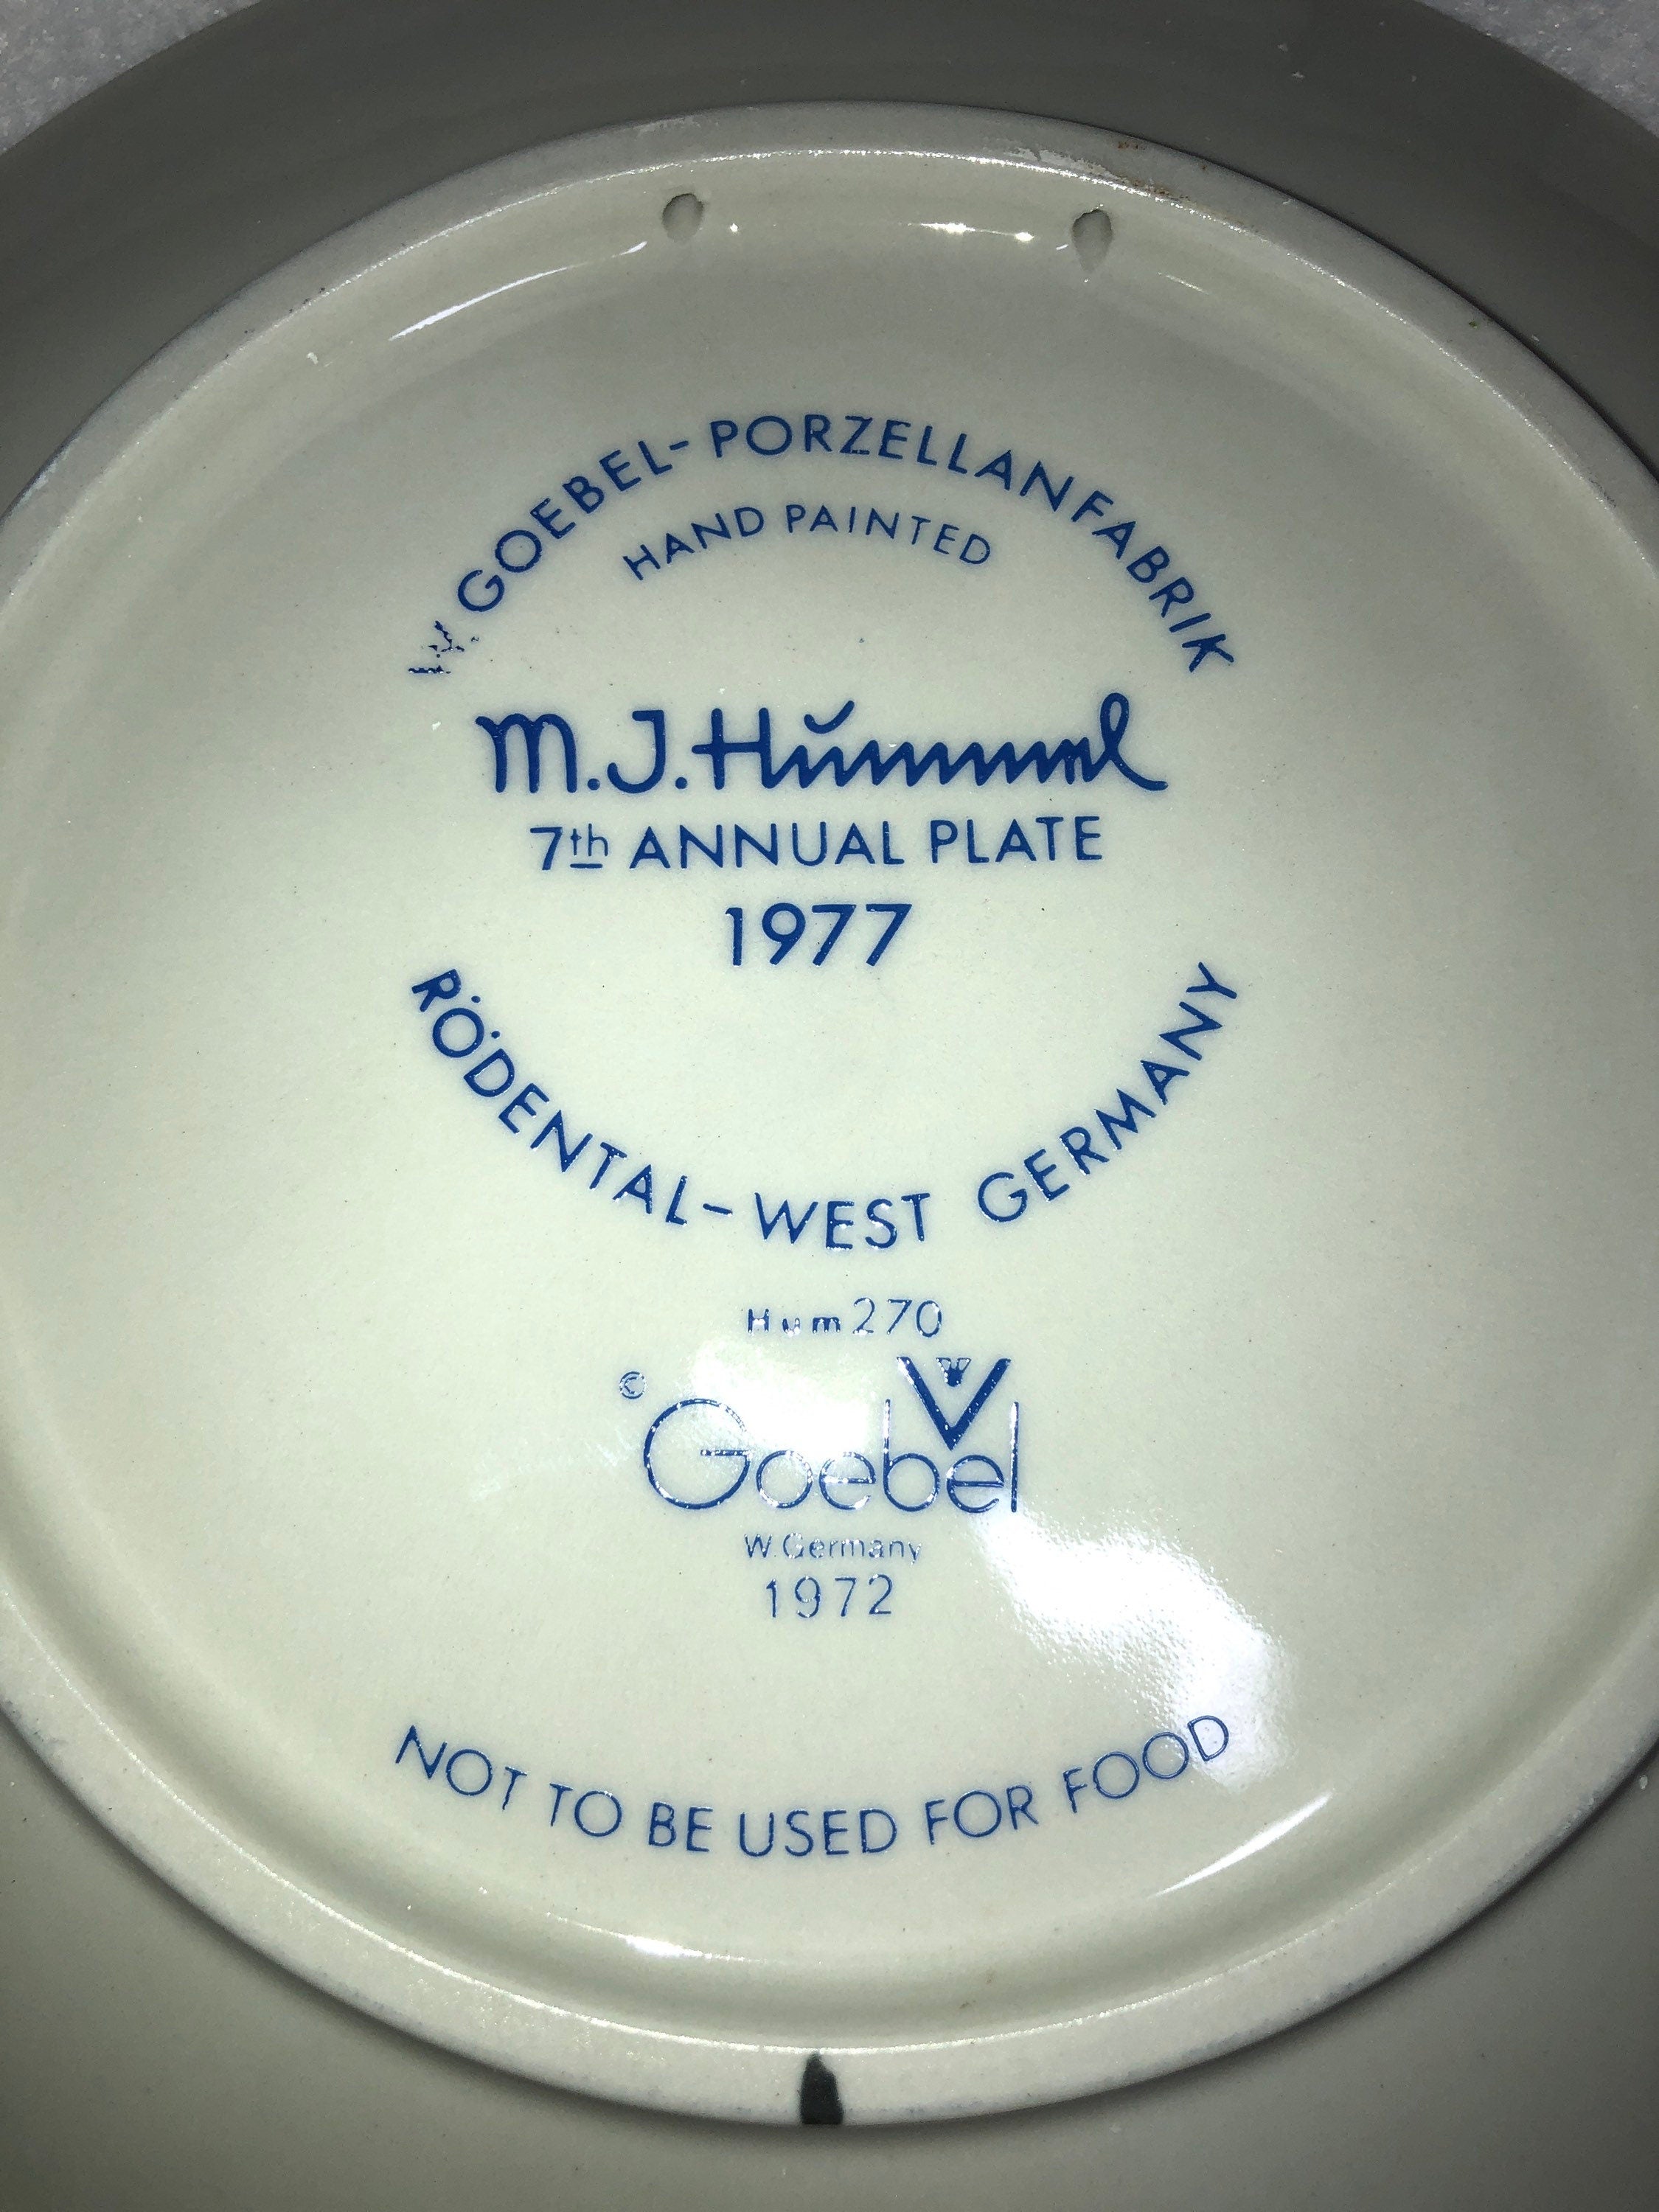 W. GOEBEL-PORZELLANFABRIK
HAND PAINTED
M.J. Hŭmmel
7th ANNUAL PLATE
1977
RÖDENTAL-WEST GERMANY
Hum 270
© Goebel
W. Germany
1972
NOT TO BE USED FOR FOOD